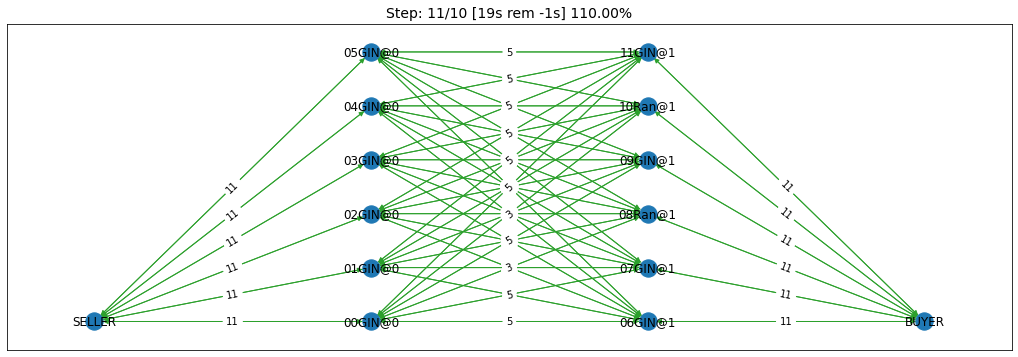 Step: 11/10 [19s rem -1s] 110.00%
05GIN@0 5 11GIN@1
5
04GIN@0 5 10Ran@1
5
03GIN@0 5 09GIN@1
11 5 11
02GIN@0 11 3 08Ran@1 11
11 5 11
01GIN@0 11 3 07GIN@1 11
11 5 11
SELLER 11 00GIN@0 5 06GIN@1 11 BUYER